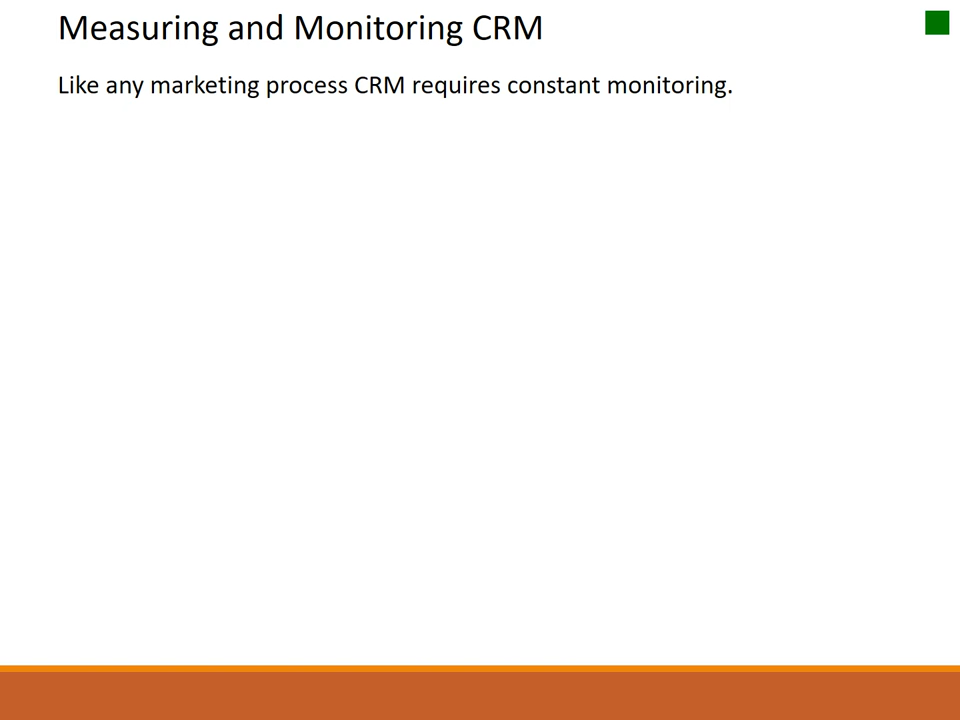 Measuring and Monitoring CRM
Like any marketing process CRM requires constant monitoring.